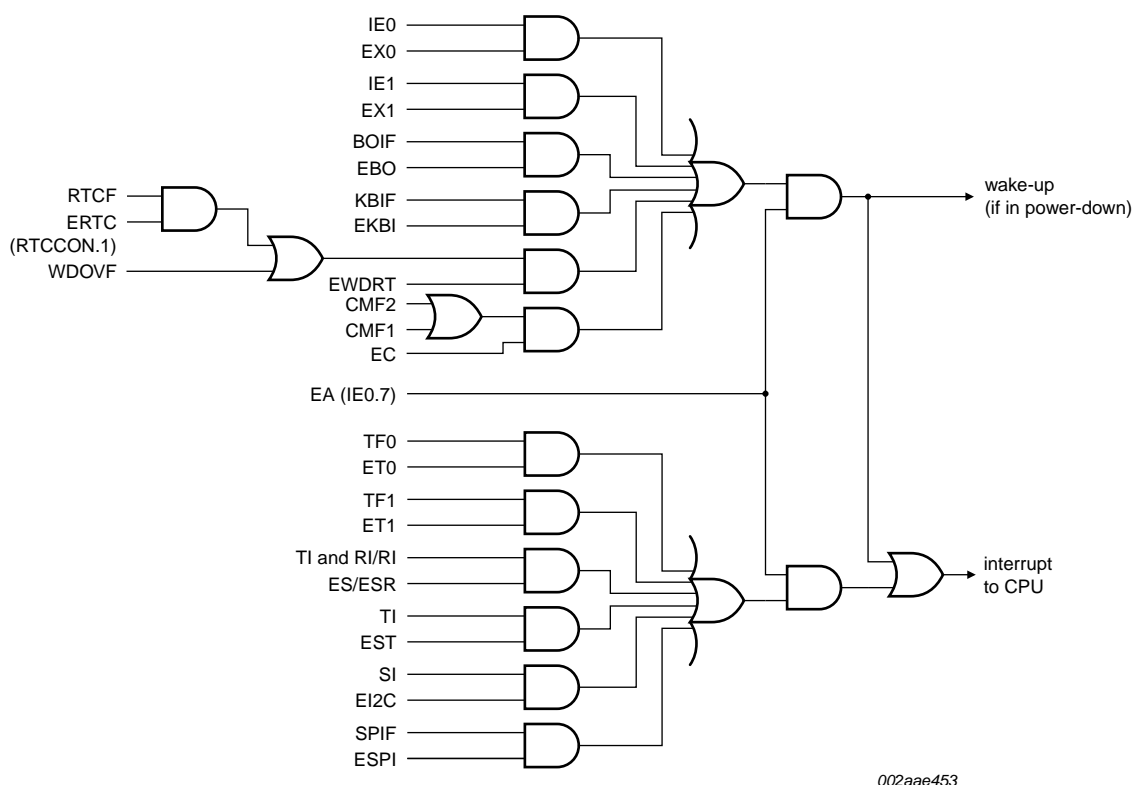 IE0
EX0
IE1
EX1
BOIF
EBO
KBIF
EKBI
RTCF
ERTC
(RTCCON.1)
WDOVF
EWDRT
CMF2
CMF1
EC
EA (IE0.7)
wake-up
(if in power-down)
TF0
ET0
TF1
ET1
TI and RI/RI
ES/ESR
TI
EST
SI
EI2C
SPIF
ESPI
interrupt
to CPU
002aae453